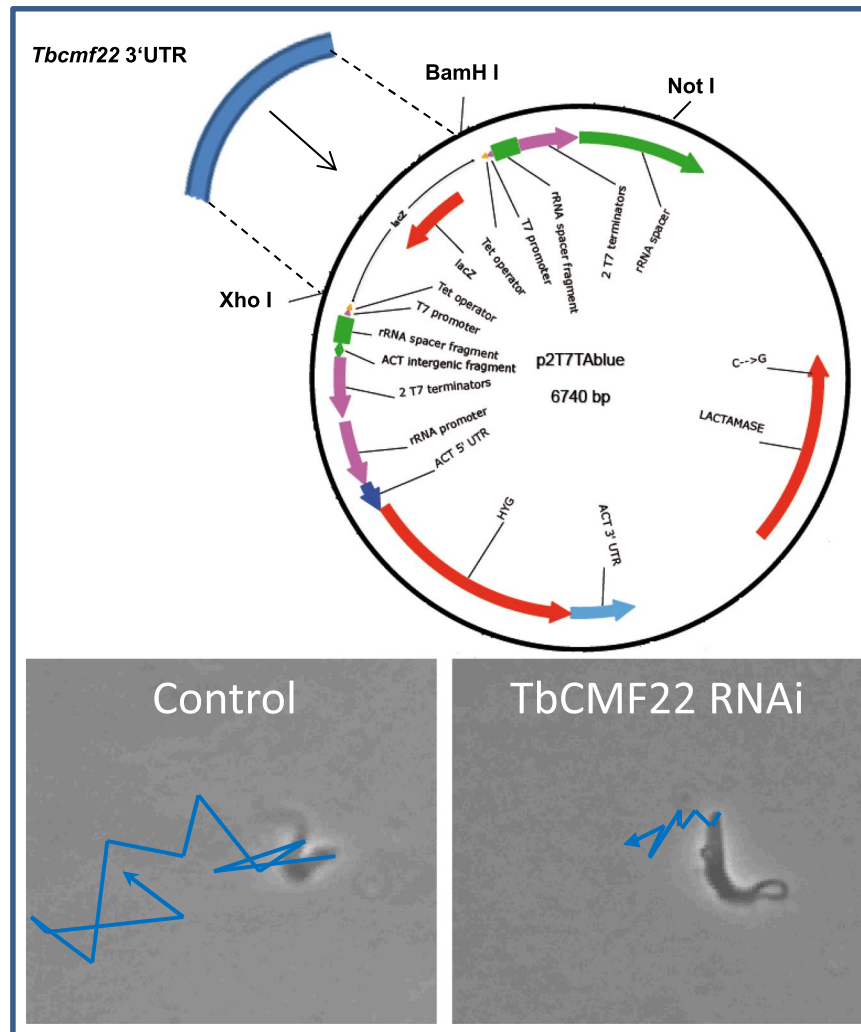 Tbcmf22 3‘UTR
BamH I
Not I
Xho I
lacZ
lacZ
Tet operator
T7 promoter
rRNA spacer fragment
2 T7 terminators
rRNA spacer
Tet operator
T7 promoter
rRNA spacer fragment
ACT intergenic fragment
2 T7 terminators
rRNA promoter
ACT 5' UTR
p2T7TAblue
6740 bp
C-->G
LACTAMASE
HYG
ACT 3' UTR
Control
TbCMF22 RNAi